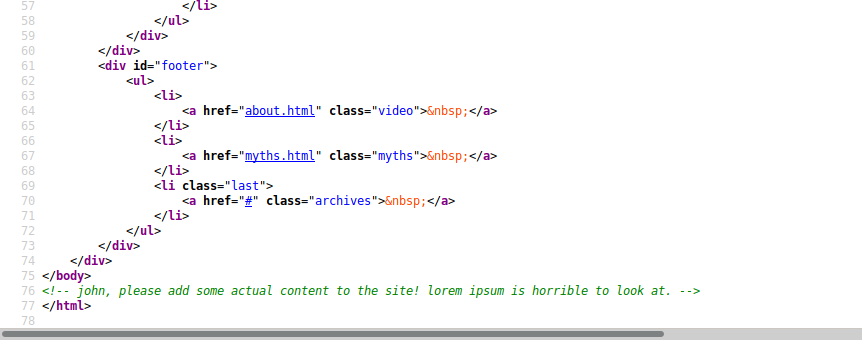 57                     </li>
58                 </ul>
59             </div>
60         </div>
61         <div id="footer">
62             <ul>
63                 <li>
64                     <a href="about.html" class="video">&nbsp;</a>
65                 </li>
66                 <li>
67                     <a href="myths.html" class="myths">&nbsp;</a>
68                 </li>
69                 <li class="last">
70                     <a href="#" class="archives">&nbsp;</a>
71                 </li>
72             </ul>
73         </div>
74     </div>
75 </body>
76 <!-- john, please add some actual content to the site! lorem ipsum is horrible to look at. -->
77 </html>
78